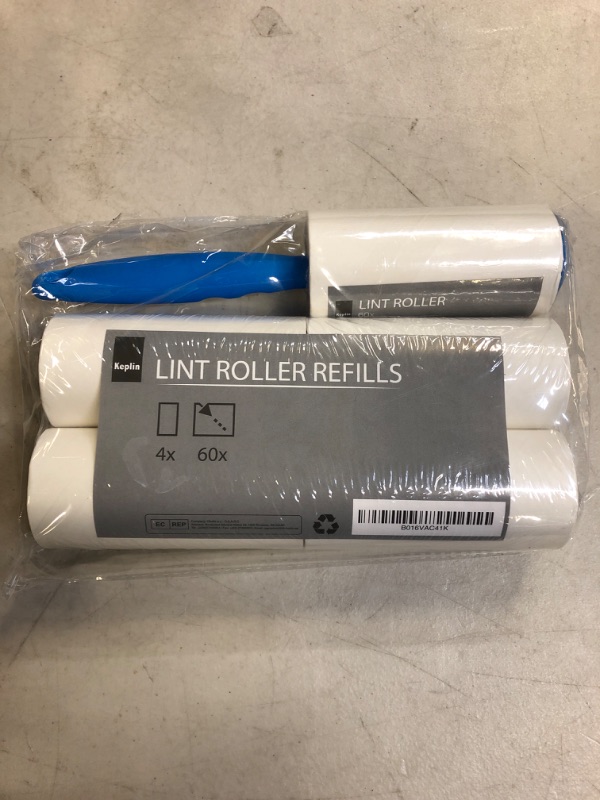 Keplin
LINT ROLLER
60x
Keplin
LINT ROLLER REFILLS
4x 60x
EC REP
B016VAC41K